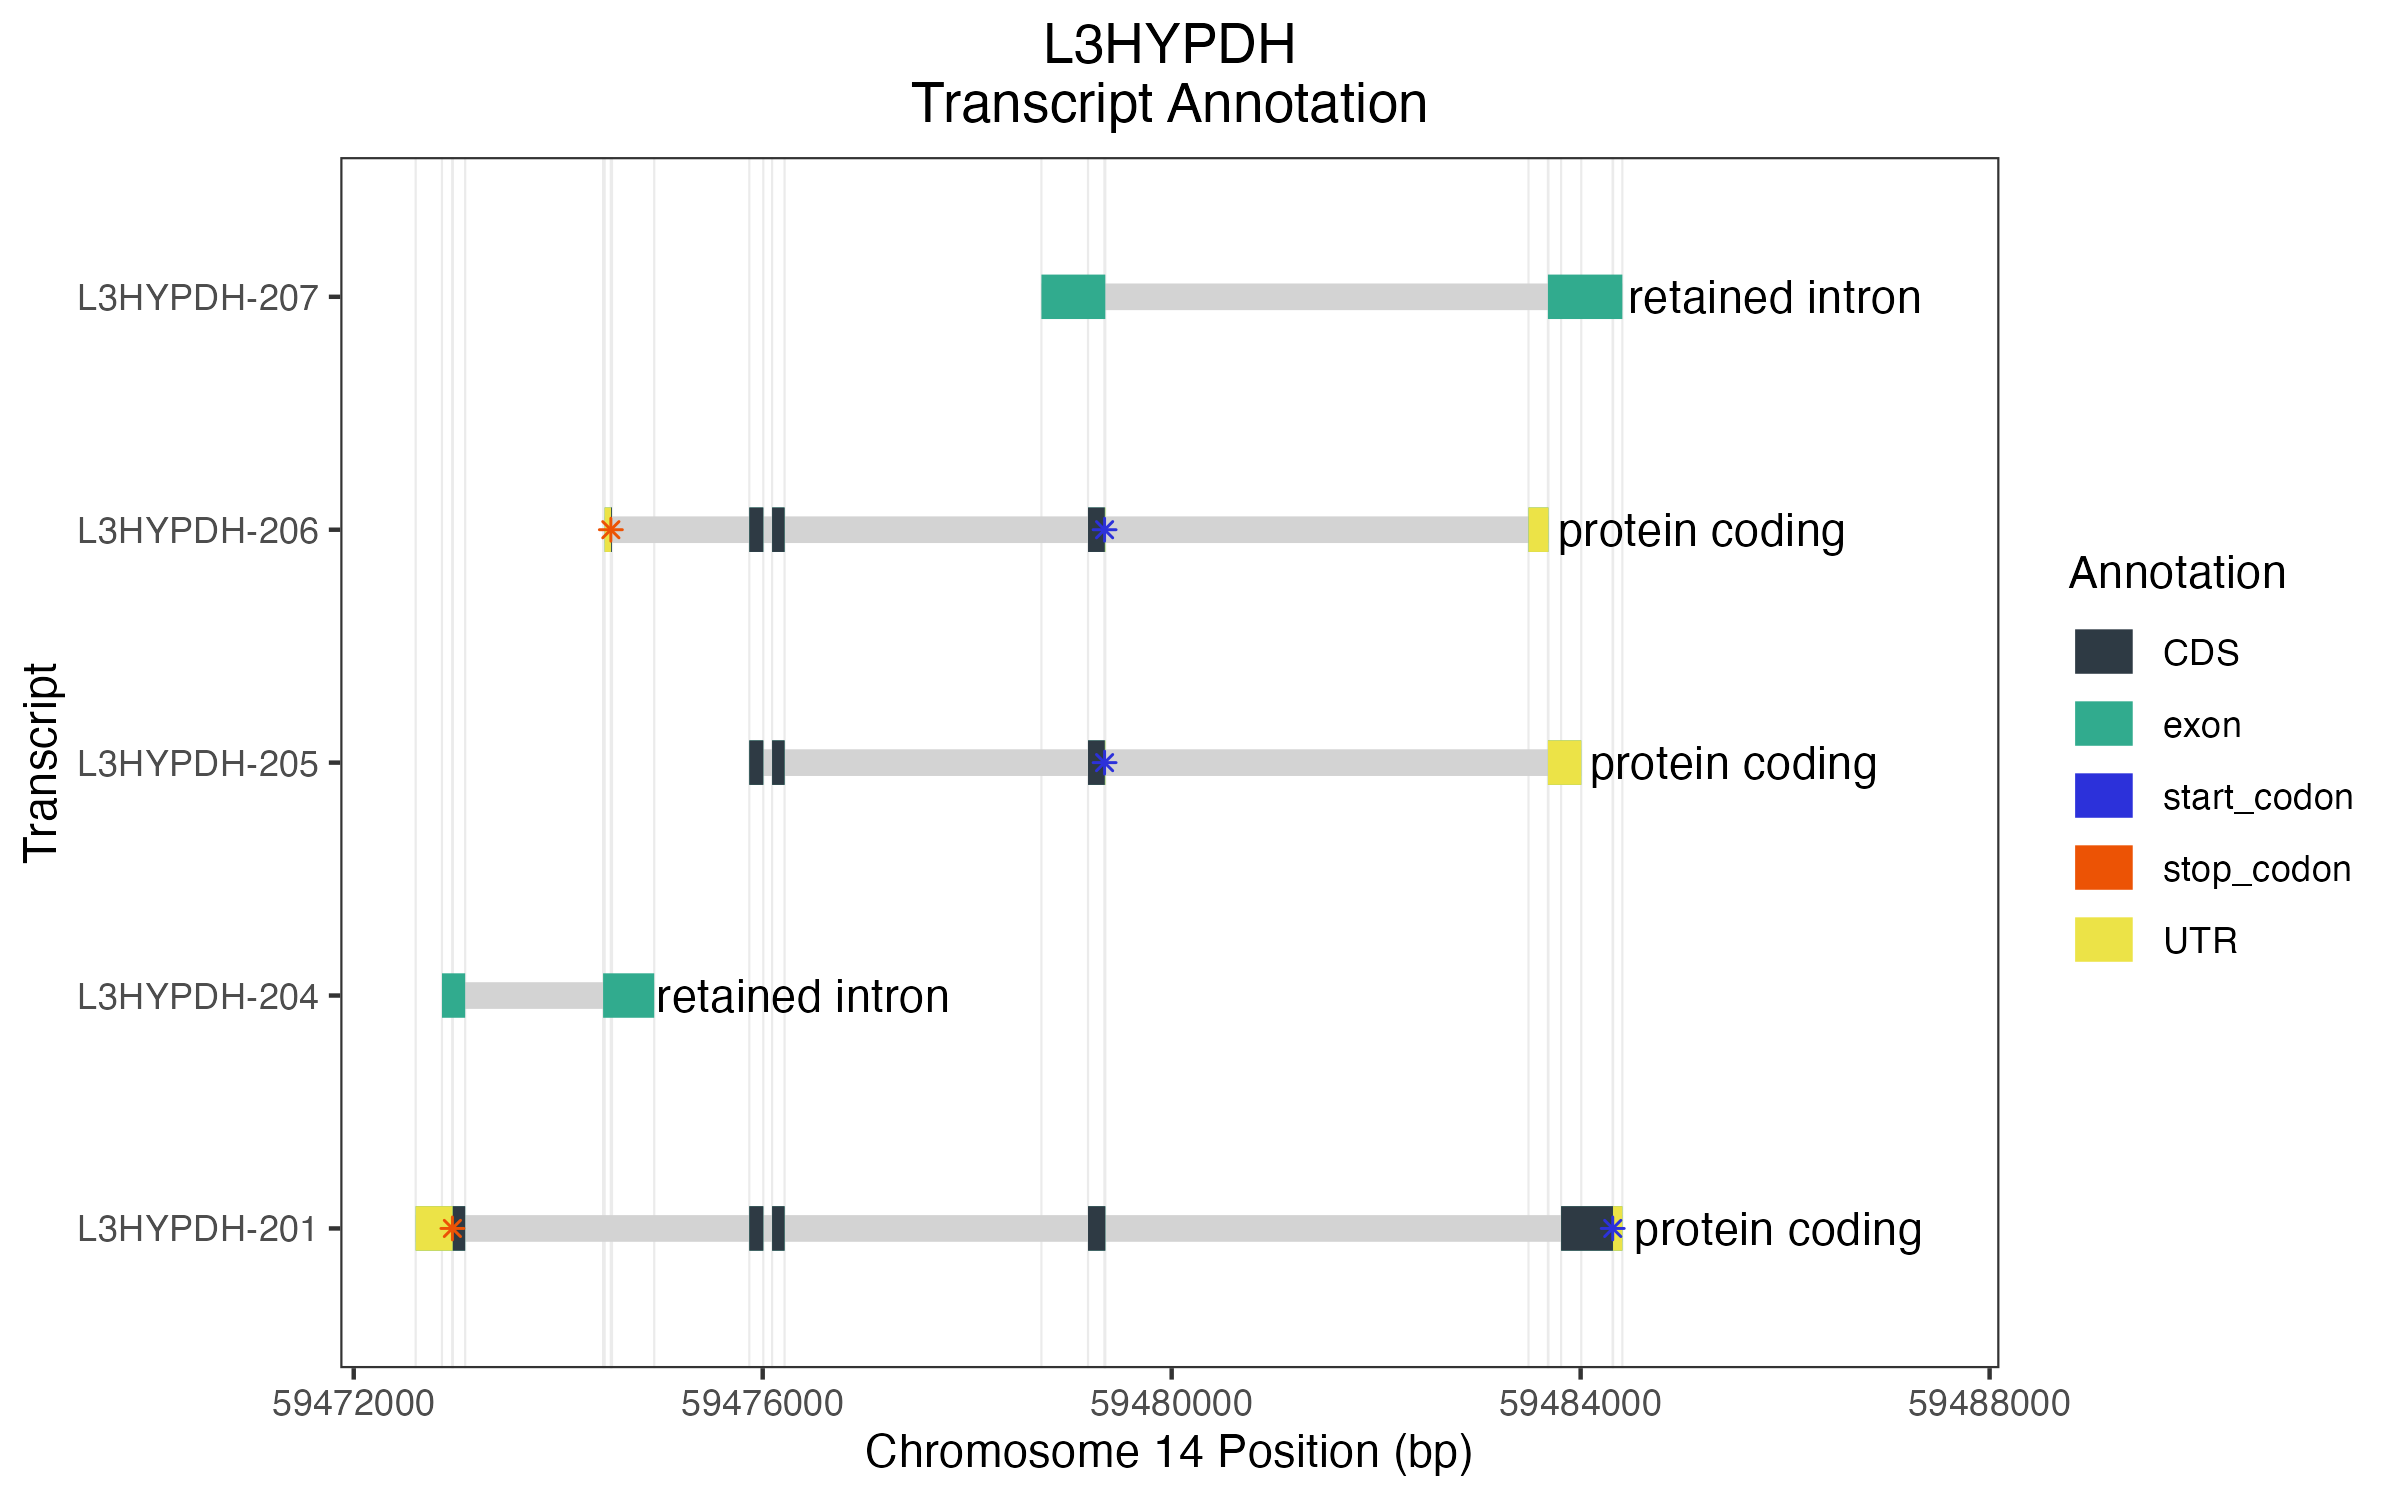 L3HYPDH
Transcript Annotation
Transcript
L3HYPDH-207
retained intron
L3HYPDH-206
protein coding
L3HYPDH-205
protein coding
L3HYPDH-204
retained intron
L3HYPDH-201
protein coding
59472000
59476000
59480000
59484000
59488000
Chromosome 14 Position (bp)
Annotation
CDS
exon
start_codon
stop_codon
UTR